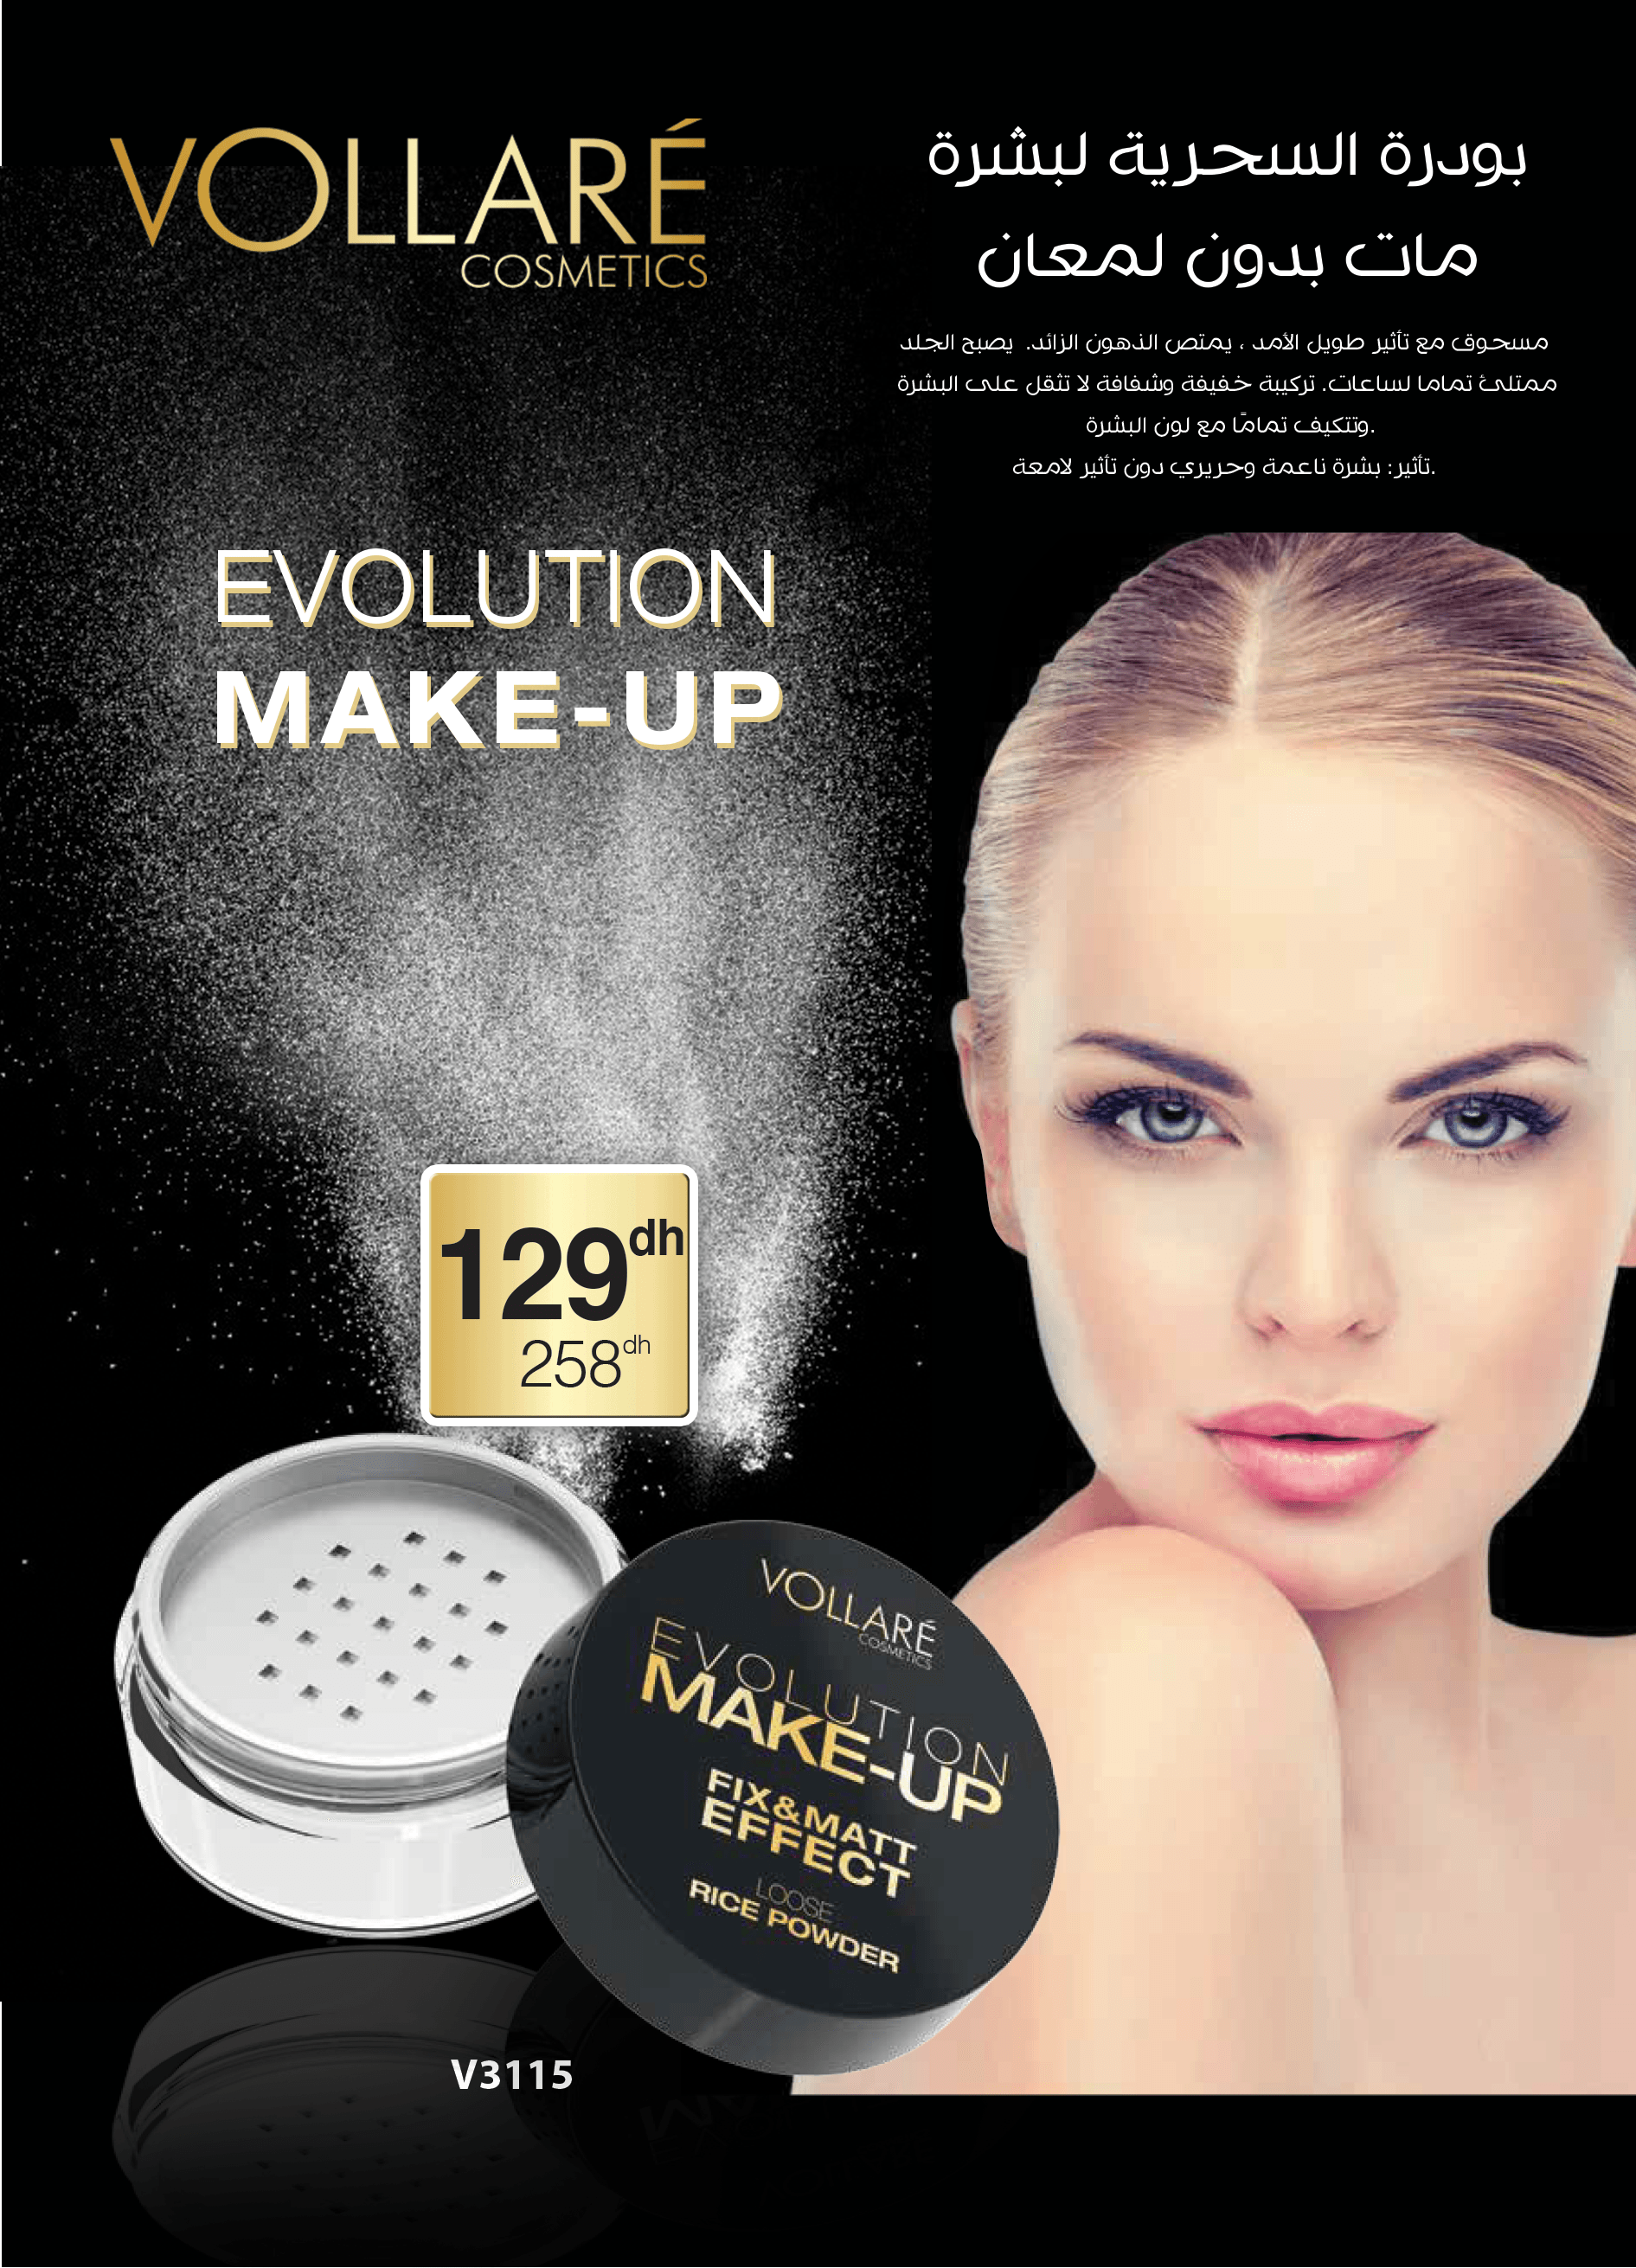 VOLLARÉ
COSMETICS
بودرة السحرية لبشرة
مات بدون لمعان
مسحوق مع تأثير طويل الأمد ، يمتص الذهون الزائد. يصبح الجلد
ممتلئ تماما لساعات. تركيبة خفيفة وشفافة لا تثقل على البشرة
.وتتكيف تمامًا مع لون البشرة
.تأثير: بشرة ناعمة وحريري دون تأثير لامعة
EVOLUTION
MAKE-UP
129dh
258dh
VOLLARÉ
COSMETICS
EVOLUTION
MAKE-UP
FIX&MATT
EFFECT
LOOSE
RICE POWDER
V3115